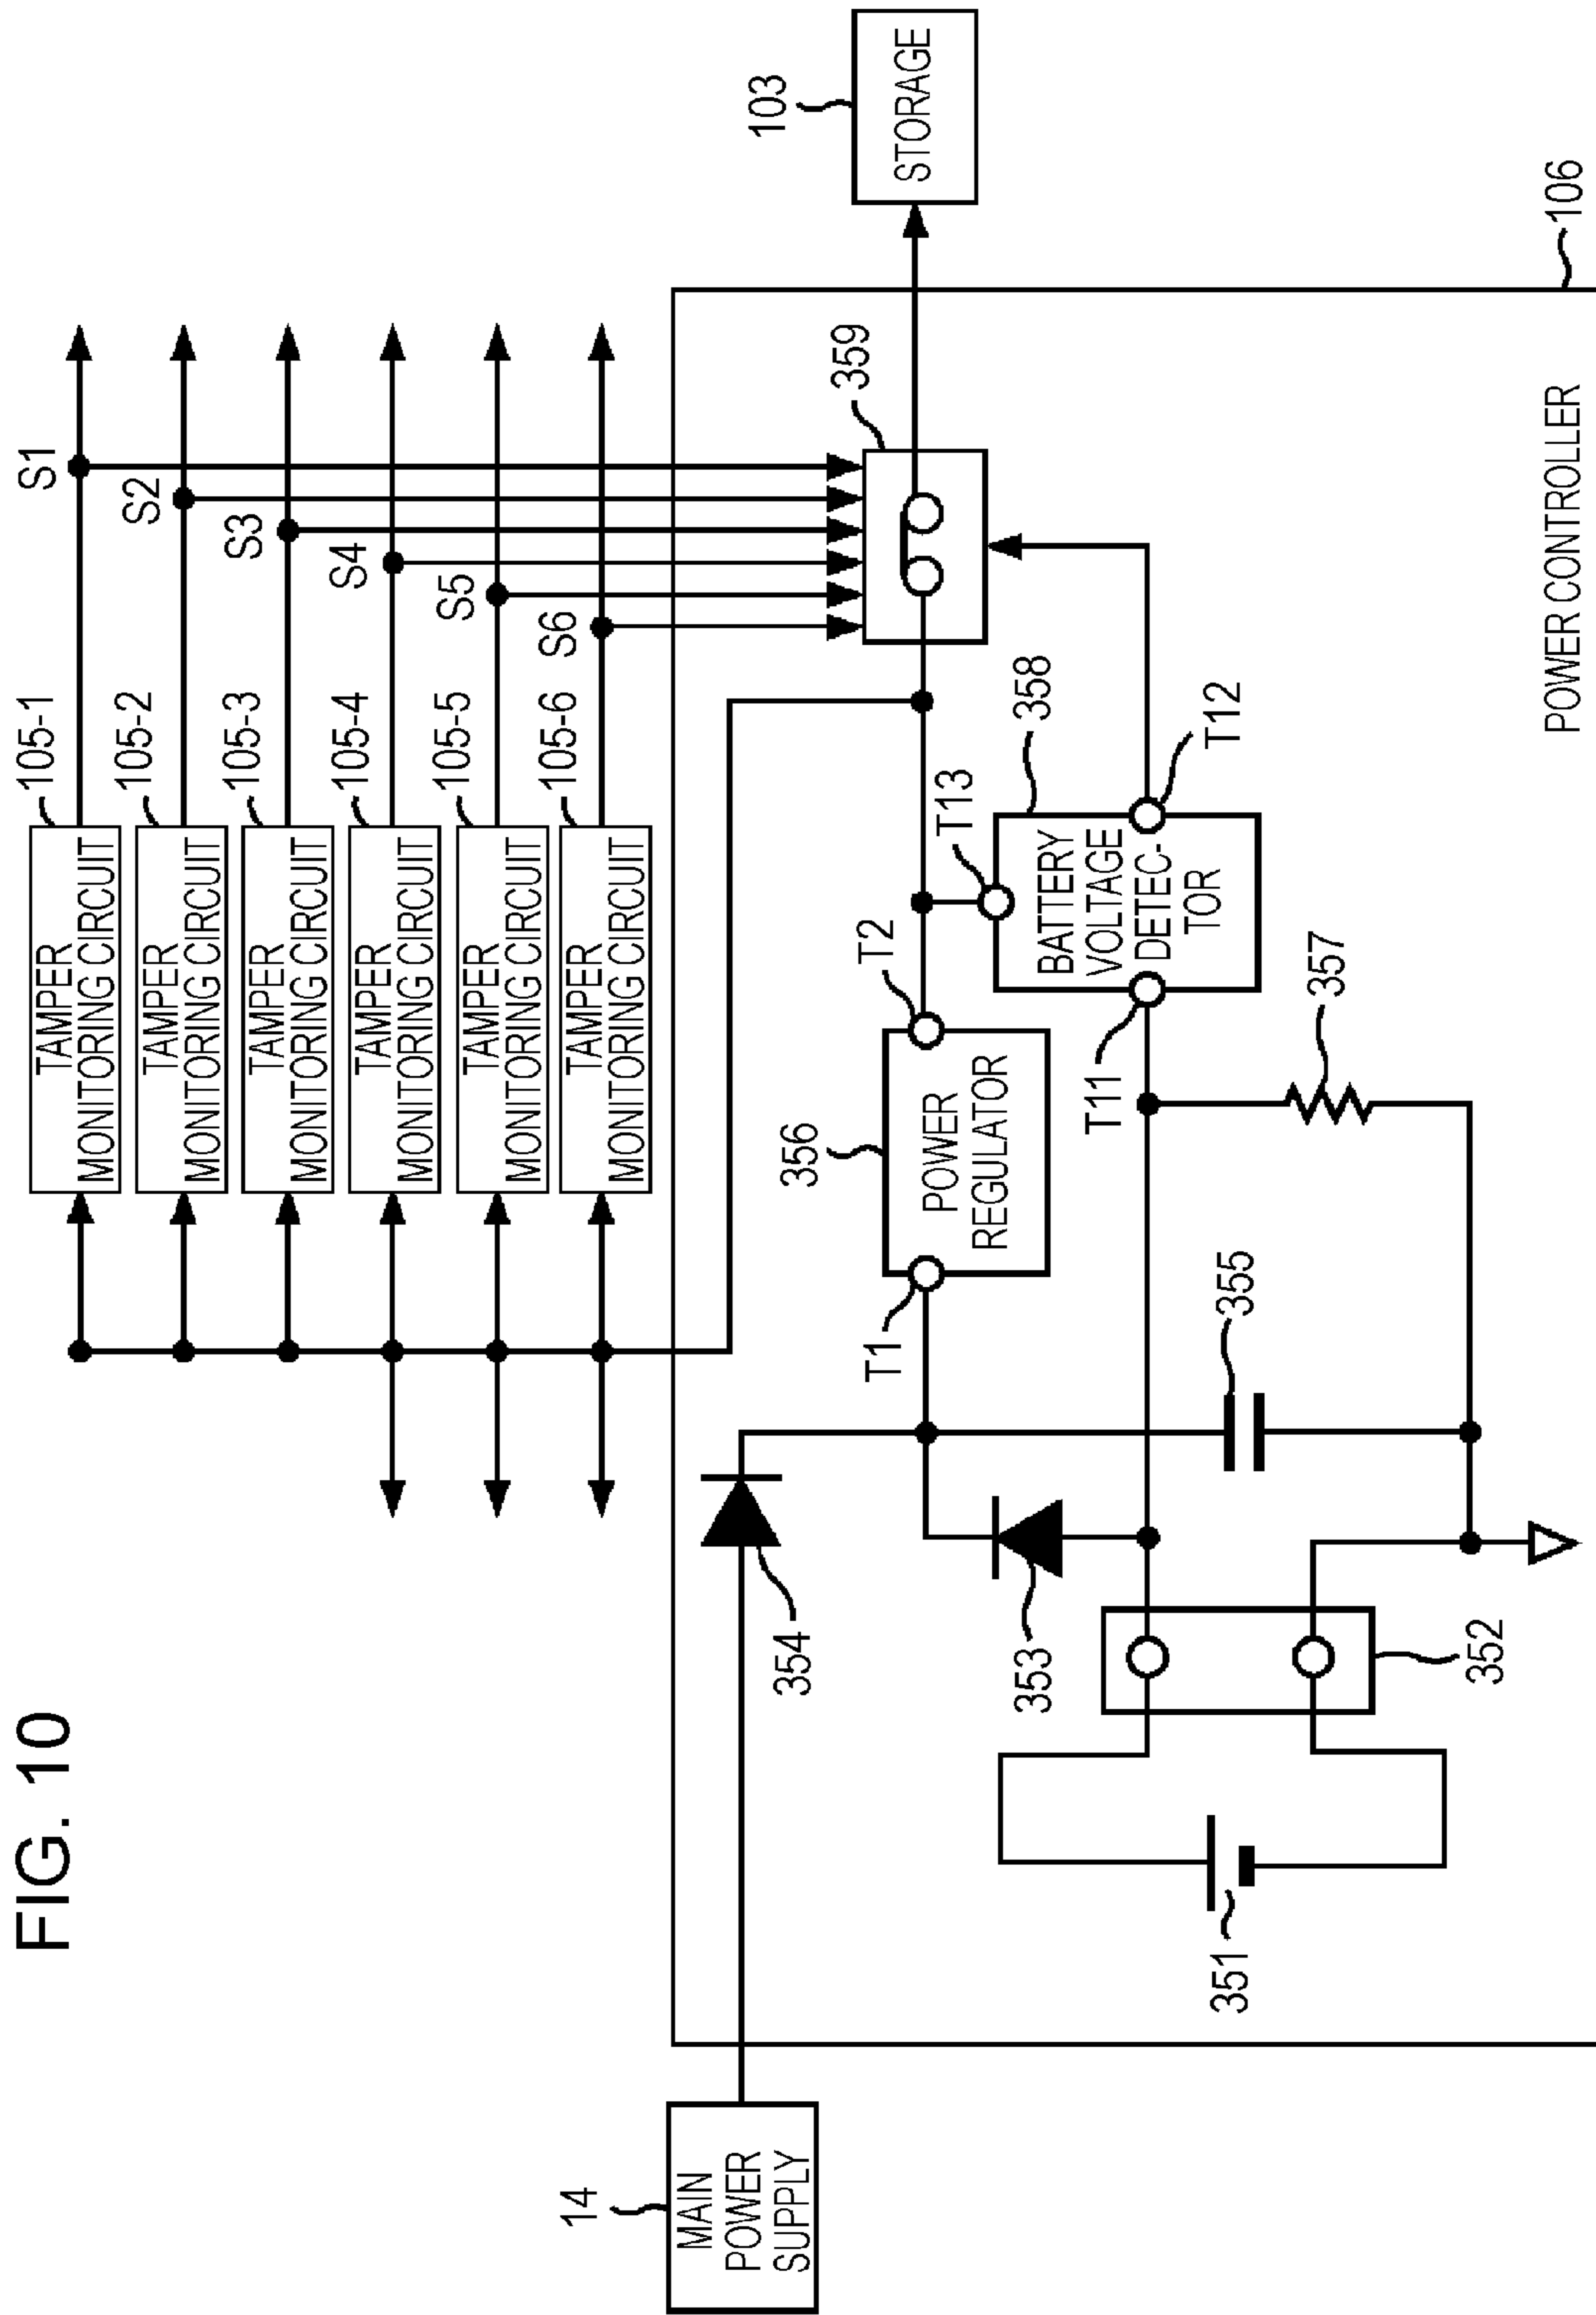 FIG. 10
105-1
TAMPER
MONITORING CIRCUIT
S1
105-2
TAMPER
MONITORING CIRCUIT
S2
105-3
TAMPER
MONITORING CIRCUIT
S3
105-4
TAMPER
MONITORING CIRCUIT
S4
105-5
TAMPER
MONITORING CIRCUIT
S5
105-6
TAMPER
MONITORING CIRCUIT
S6
14
MAIN
POWER
SUPPLY
354
353
T1
356
POWER
REGULATOR
T2
T13
358
BATTERY
VOLTAGE
DETEC-
TOR
T11
T12
359
103
STORAGE
351
352
355
357
POWER CONTROLLER
106